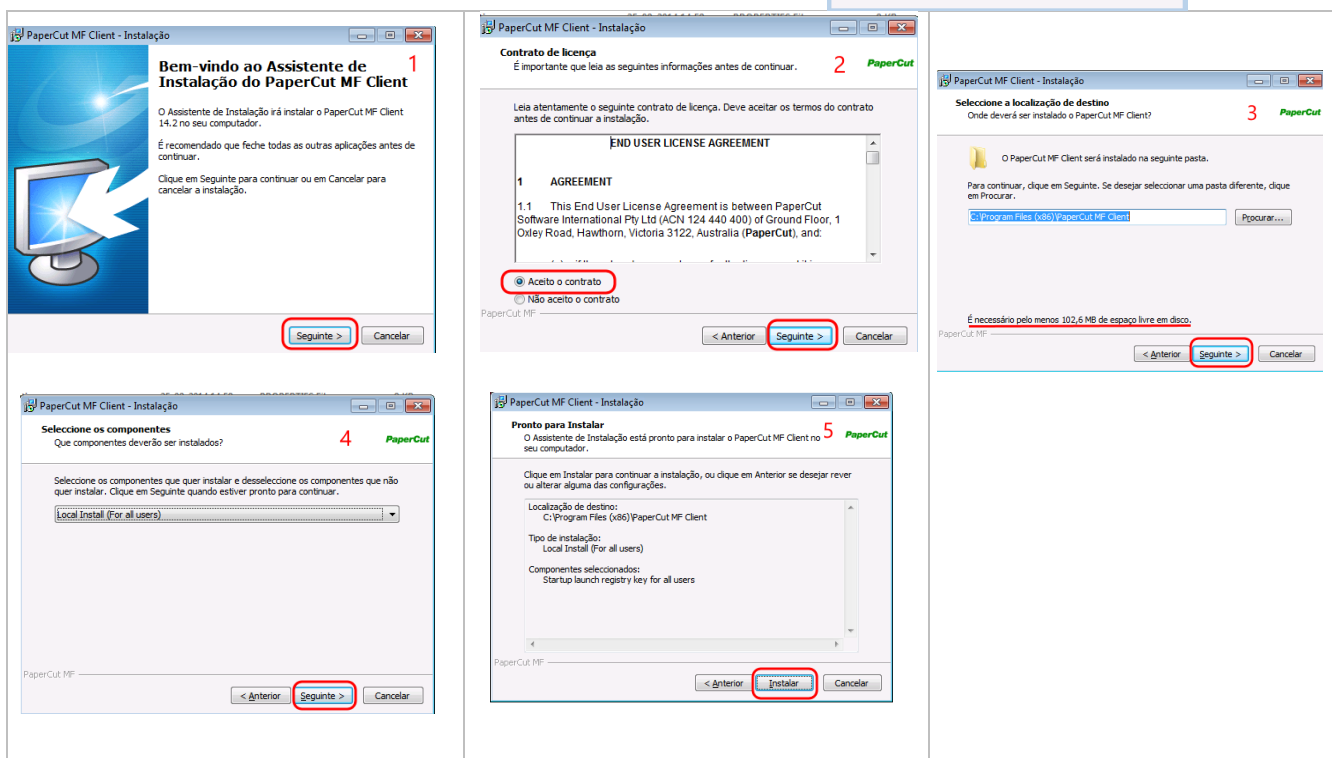 PaperCut MF Client - Instalação
1
Bem-vindo ao Assistente de
Instalação do PaperCut MF Client
O Assistente de Instalação irá instalar o PaperCut MF Client
14.2 no seu computador.
É recomendado que feche todas as outras aplicações antes de
continuar.
Clique em Seguinte para continuar ou em Cancelar para
cancelar a instalação.
Seguinte >
Cancelar
PaperCut MF Client - Instalação
Contrato de licença
É importante que leia as seguintes informações antes de continuar.
2
PaperCut
Leia atentamente o seguinte contrato de licença. Deve aceitar os termos do contrato
antes de continuar a instalação.
END USER LICENSE AGREEMENT
1 AGREEMENT
1.1 This End User License Agreement is between PaperCut
Software International Pty Ltd (ACN 124 440 400) of Ground Floor, 1
Oxley Road, Hawthorn, Victoria 3122, Australia (PaperCut), and:
Aceito o contrato
Não aceito o contrato
PaperCut MF
< Anterior
Seguinte >
Cancelar
PaperCut MF Client - Instalação
Seleccione a localização de destino
Onde deverá ser instalado o PaperCut MF Client?
3
PaperCut
O PaperCut MF Client será instalado na seguinte pasta.
Para continuar, clique em Seguinte. Se desejar seleccionar uma pasta diferente, clique
em Procurar.
C:\Program Files (x86)\PaperCut MF Client
Procurar...
É necessário pelo menos 102,6 MB de espaço livre em disco.
PaperCut MF
< Anterior
Seguinte >
Cancelar
PaperCut MF Client - Instalação
Seleccione os componentes
Que componentes deverão ser instalados?
4
PaperCut
Seleccione os componentes que quer instalar e desseleccione os componentes que não
quer instalar. Clique em Seguinte quando estiver pronto para continuar.
Local Install (For all users)
PaperCut MF
< Anterior
Seguinte >
Cancelar
PaperCut MF Client - Instalação
Pronto para Instalar
O Assistente de Instalação está pronto para instalar o PaperCut MF Client no
seu computador.
5
PaperCut
Clique em Instalar para continuar a instalação, ou clique em Anterior se desejar rever
ou alterar alguma das configurações.
Localização de destino:
C:\Program Files (x86)\PaperCut MF Client
Tipo de instalação:
Local Install (For all users)
Componentes seleccionados:
Startup launch registry key for all users
PaperCut MF
< Anterior
Instalar
Cancelar